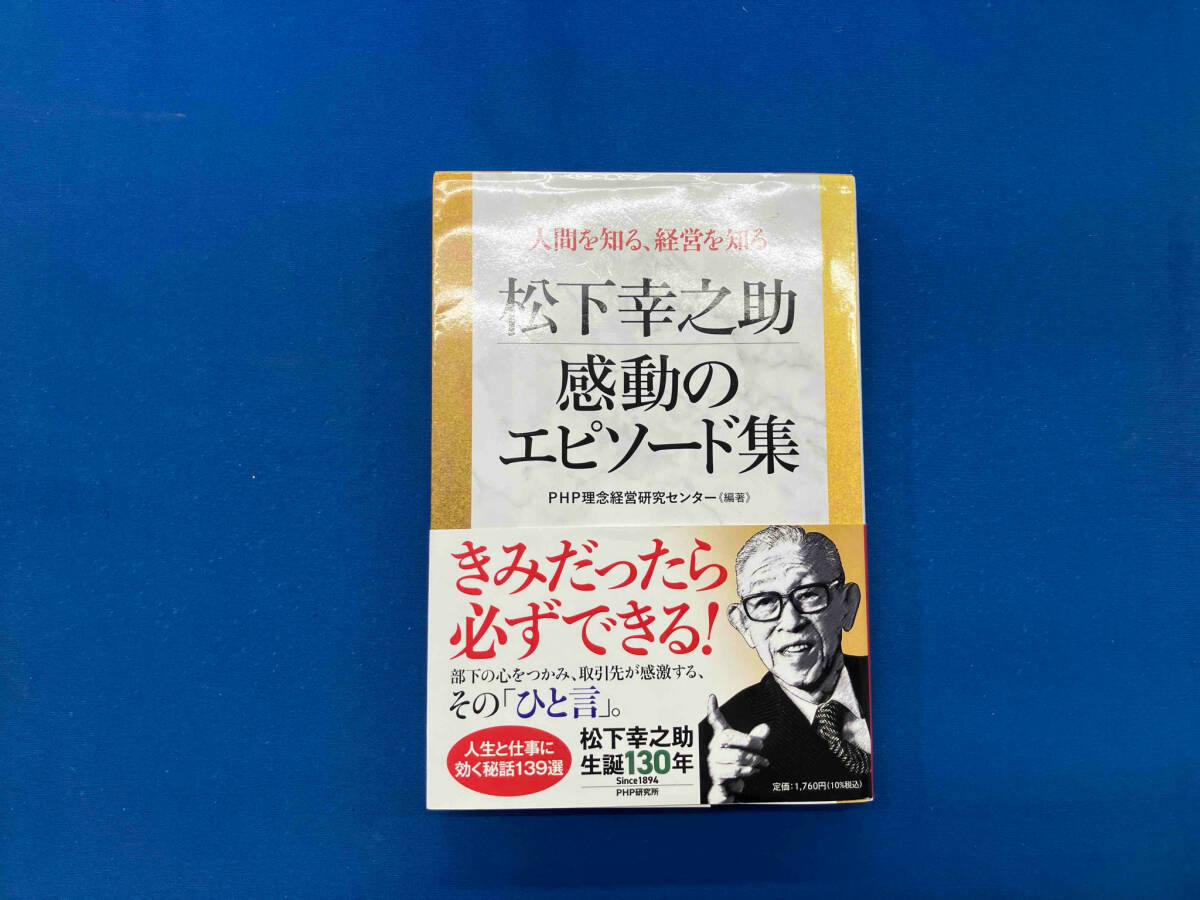 人間を知る、経営を知る
松下幸之助
感動の
エピソード集
PHP理念経営研究センター《編著》
きみだったら
必ずできる!
部下の心をつかみ、取引先が感激する、
その「ひと言」。
人生と仕事に
効く秘話139選
松下幸之助
生誕130年
Since1894
PHP研究所
定価:1,760円(10%税込)